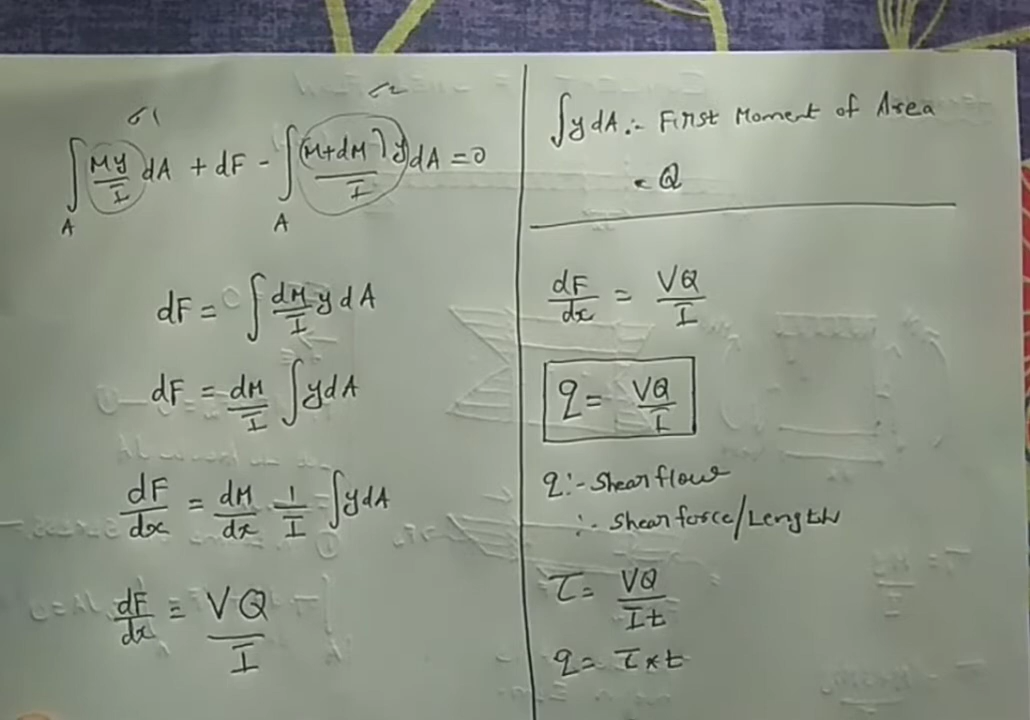 σ1 σ2
∫_A (My/I) dA + dF - ∫_A ((M+dM)y/I) dA = 0
dF = ∫ (dM/I) y dA
dF = (dM/I) ∫ y dA
dF/dx = (dM/dx) (1/I) ∫ y dA
dF/dx = VQ/I
∫ y dA :- First Moment of Area
= Q
dF/dx = VQ/I
q = VQ/I
q :- Shear flow
:- Shear force/Length
τ = VQ/It
q = τ × t